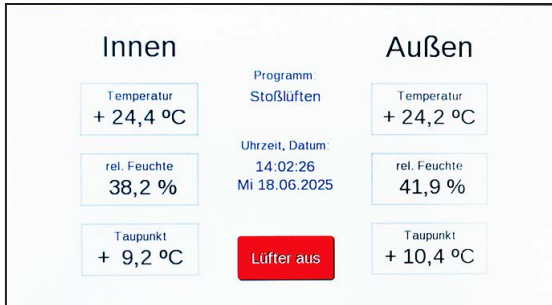 Innen
Temperatur
+ 24,4 ºC
rel. Feuchte
38,2 %
Taupunkt
+ 9,2 ºC
Programm:
Stoßlüften
Uhrzeit, Datum:
14:02:26
Mi 18.06.2025
Lüfter aus
Außen
Temperatur
+ 24,2 ºC
rel. Feuchte
41,9 %
Taupunkt
+ 10,4 ºC